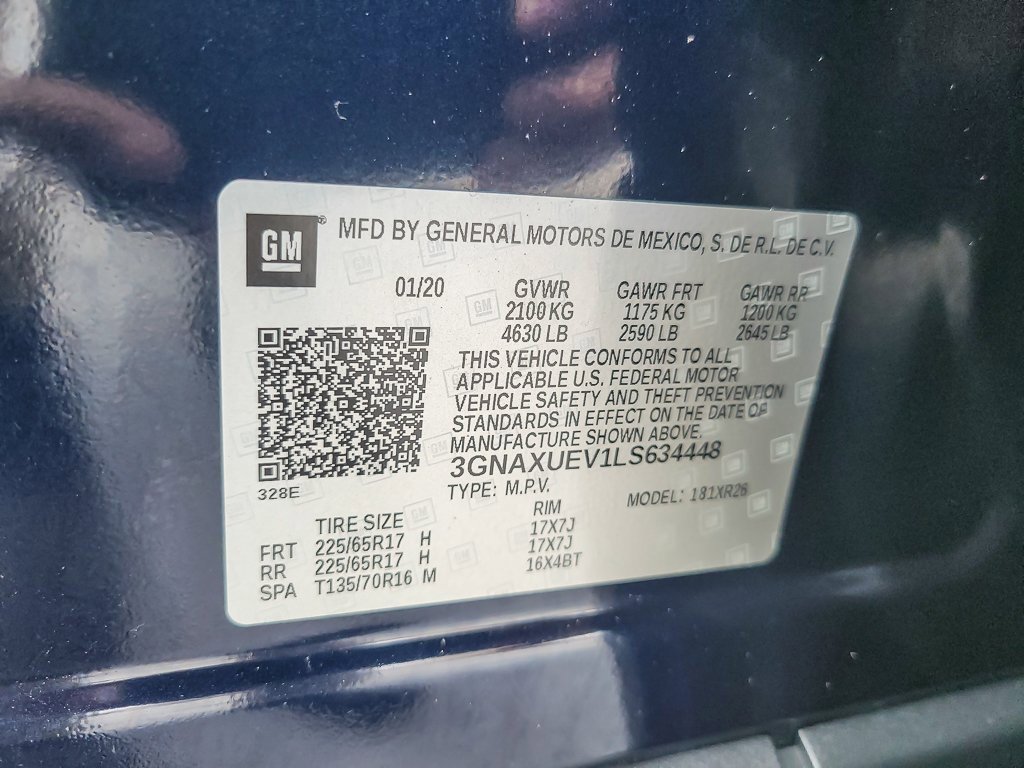 GM® MFD BY GENERAL MOTORS DE MEXICO, S. DE R.L. DE C.V.
01/20 GVWR GAWR FRT GAWR RR
2100 KG 1175 KG 1200 KG
4630 LB 2590 LB 2645 LB
THIS VEHICLE CONFORMS TO ALL
APPLICABLE U.S. FEDERAL MOTOR
VEHICLE SAFETY AND THEFT PREVENTION
STANDARDS IN EFFECT ON THE DATE OF
MANUFACTURE SHOWN ABOVE.
3GNAXUEV1LS634448
328E TYPE: M.P.V. MODEL: 181XR26
TIRE SIZE RIM
FRT 225/65R17 H 17X7J
RR 225/65R17 H 17X7J
SPA T135/70R16 M 16X4BT